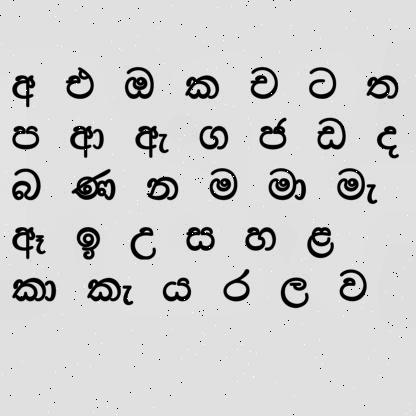 අ එ ඔ ක ච ට ත
ප ආ ඇ ග ජ ඩ ද
බ ණ න ම මා මැ
ඈ ඉ උ ස හ ළ
කා කැ ය ර ල ව